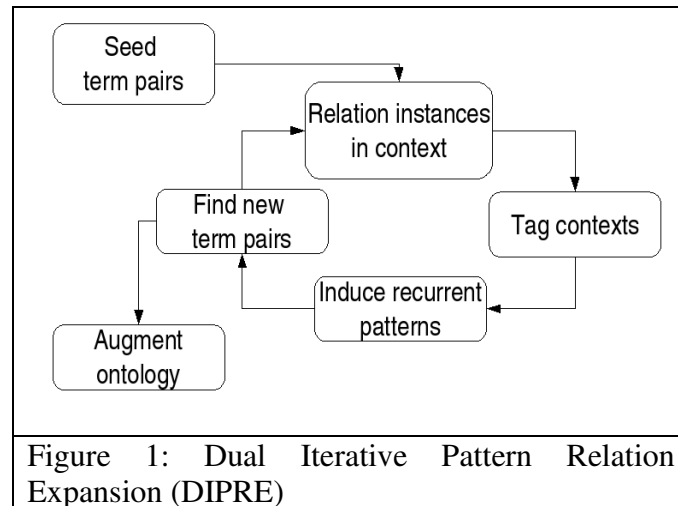 Seed
term pairs
Relation instances
in context
Find new
term pairs
Tag contexts
Induce recurrent
patterns
Augment
ontology
Figure 1: Dual Iterative Pattern Relation
Expansion (DIPRE)